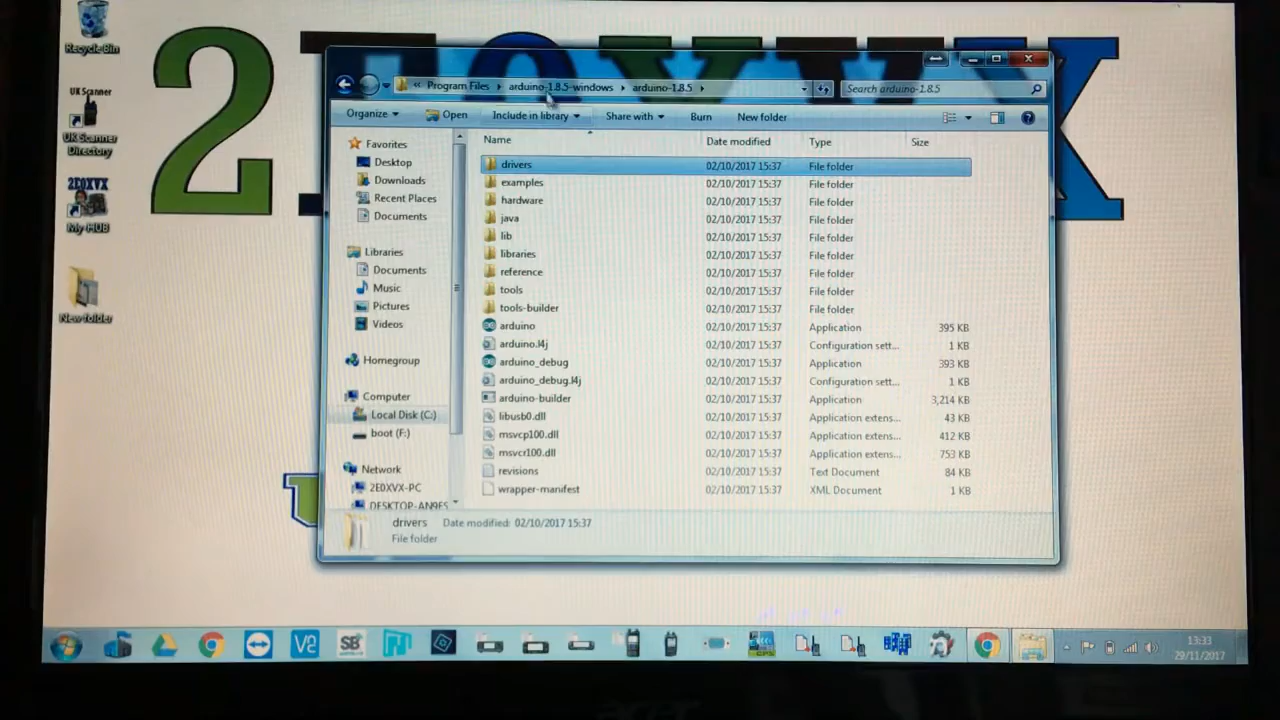 Recycle Bin
UK Scanner
UK Scanner
Directory
2E0XVX
My-HUB
New folder
2E0XVX
« Program Files arduino-1.8.5-windows arduino-1.8.5
Search arduino-1.8.5
Organize Open Include in library Share with Burn New folder
Favorites
Desktop
Downloads
Recent Places
Documents
Libraries
Documents
Music
Pictures
Videos
Homegroup
Computer
Local Disk (C:)
boot (F:)
Network
2E0XVX-PC
Name Date modified Type Size
drivers 02/10/2017 15:37 File folder
examples 02/10/2017 15:37 File folder
hardware 02/10/2017 15:37 File folder
java 02/10/2017 15:37 File folder
lib 02/10/2017 15:37 File folder
libraries 02/10/2017 15:37 File folder
reference 02/10/2017 15:37 File folder
tools 02/10/2017 15:37 File folder
tools-builder 02/10/2017 15:37 File folder
arduino 02/10/2017 15:37 Application 395 KB
arduino.l4j 02/10/2017 15:37 Configuration sett... 1 KB
arduino_debug 02/10/2017 15:37 Application 393 KB
arduino_debug.l4j 02/10/2017 15:37 Configuration sett... 1 KB
arduino-builder 02/10/2017 15:37 Application 3,214 KB
libusb0.dll 02/10/2017 15:37 Application extens... 43 KB
msvcp100.dll 02/10/2017 15:37 Application extens... 412 KB
msvcr100.dll 02/10/2017 15:37 Application extens... 753 KB
revisions 02/10/2017 15:37 Text Document 84 KB
wrapper-manifest 02/10/2017 15:37 XML Document 1 KB
drivers Date modified: 02/10/2017 15:37
File folder
SB
13:33
29/11/2017
acer